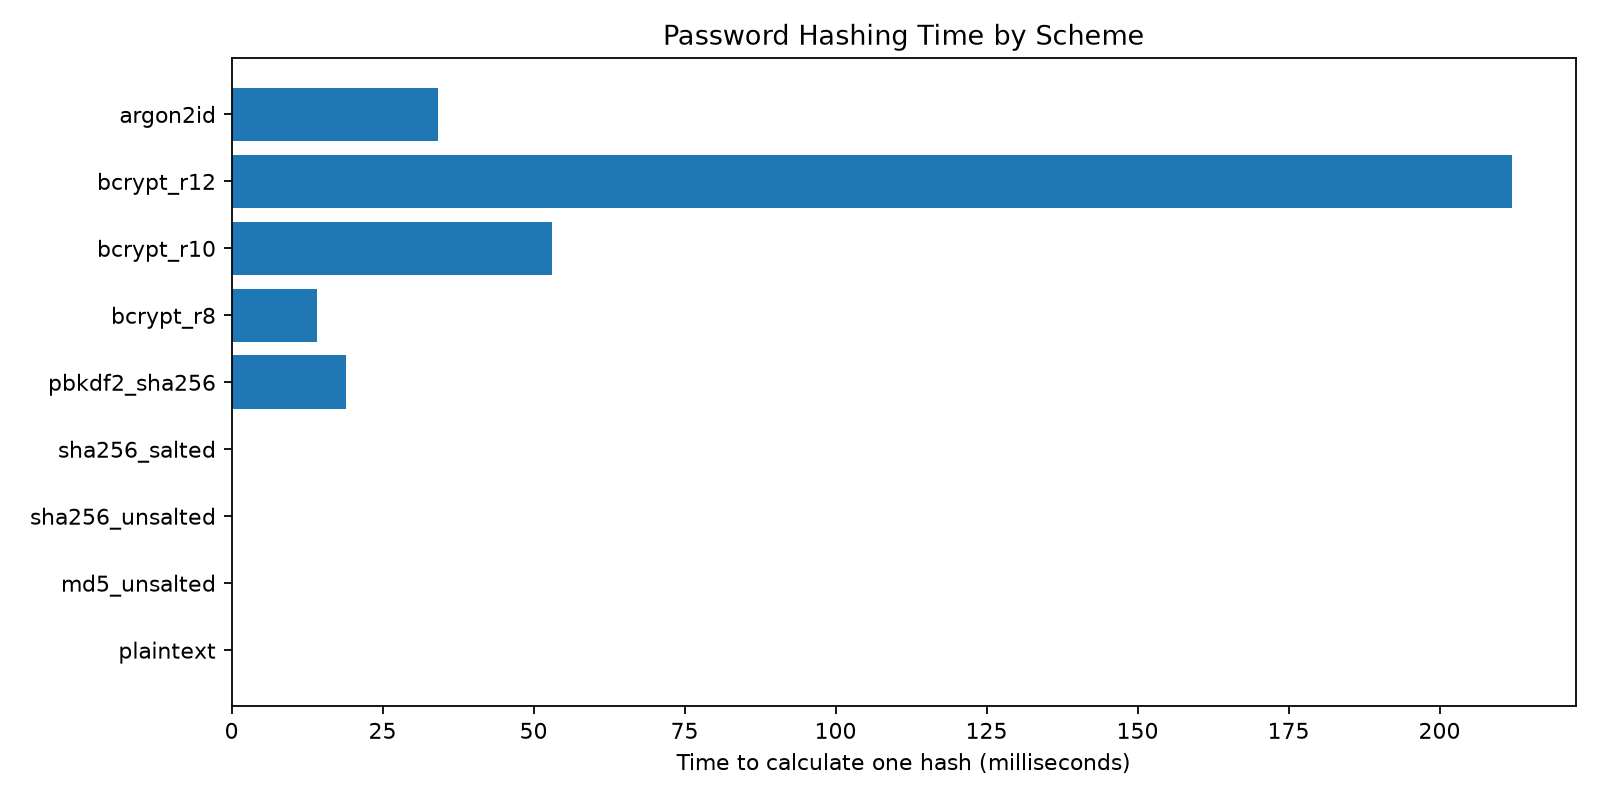 Password Hashing Time by Scheme
argon2id
bcrypt_r12
bcrypt_r10
bcrypt_r8
pbkdf2_sha256
sha256_salted
sha256_unsalted
md5_unsalted
plaintext
0 25 50 75 100 125 150 175 200
Time to calculate one hash (milliseconds)